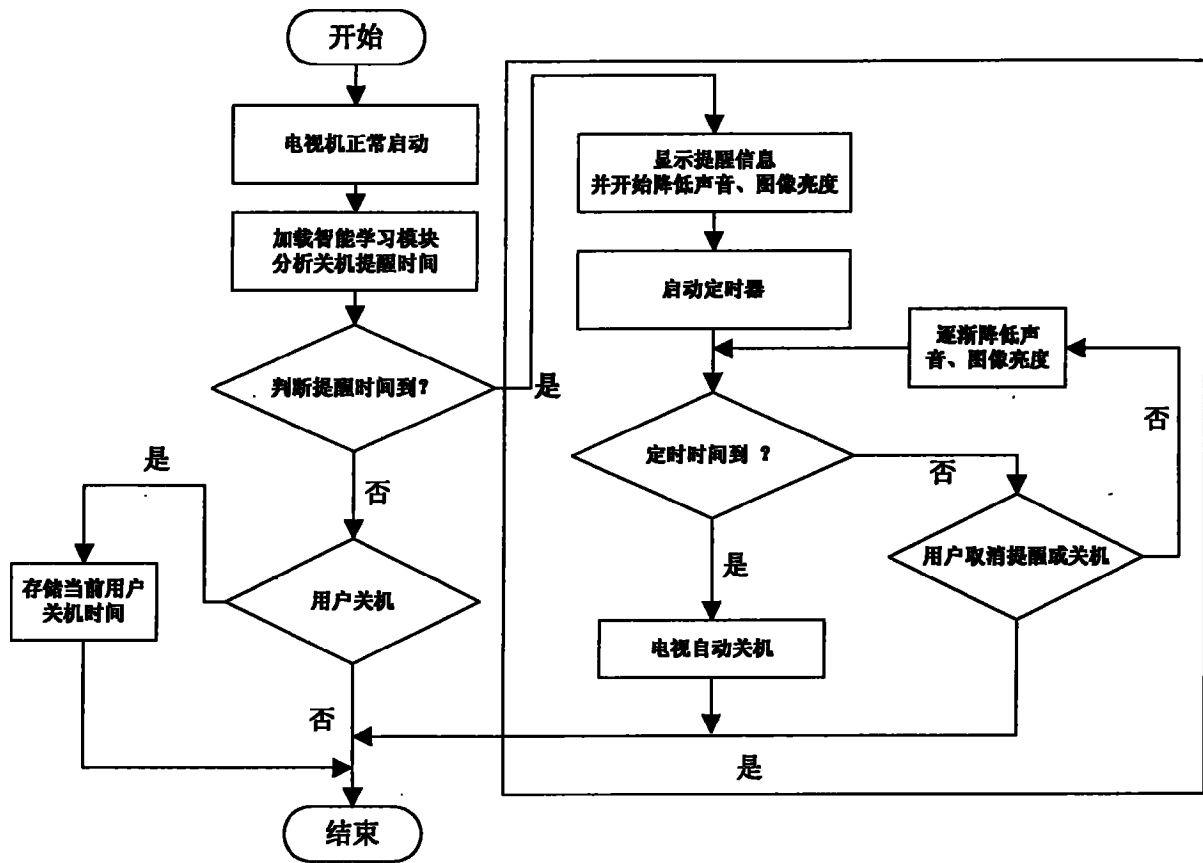 开始
电视机正常启动
加载智能学习模块
分析关机提醒时间
判断提醒时间到？
是
否
用户关机
是
存储当前用户
关机时间
否
结束
显示提醒信息
并开始降低声音、图像亮度
启动定时器
逐渐降低声
音、图像亮度
定时时间到 ？
否
用户取消提醒或关机
否
是
电视自动关机
是